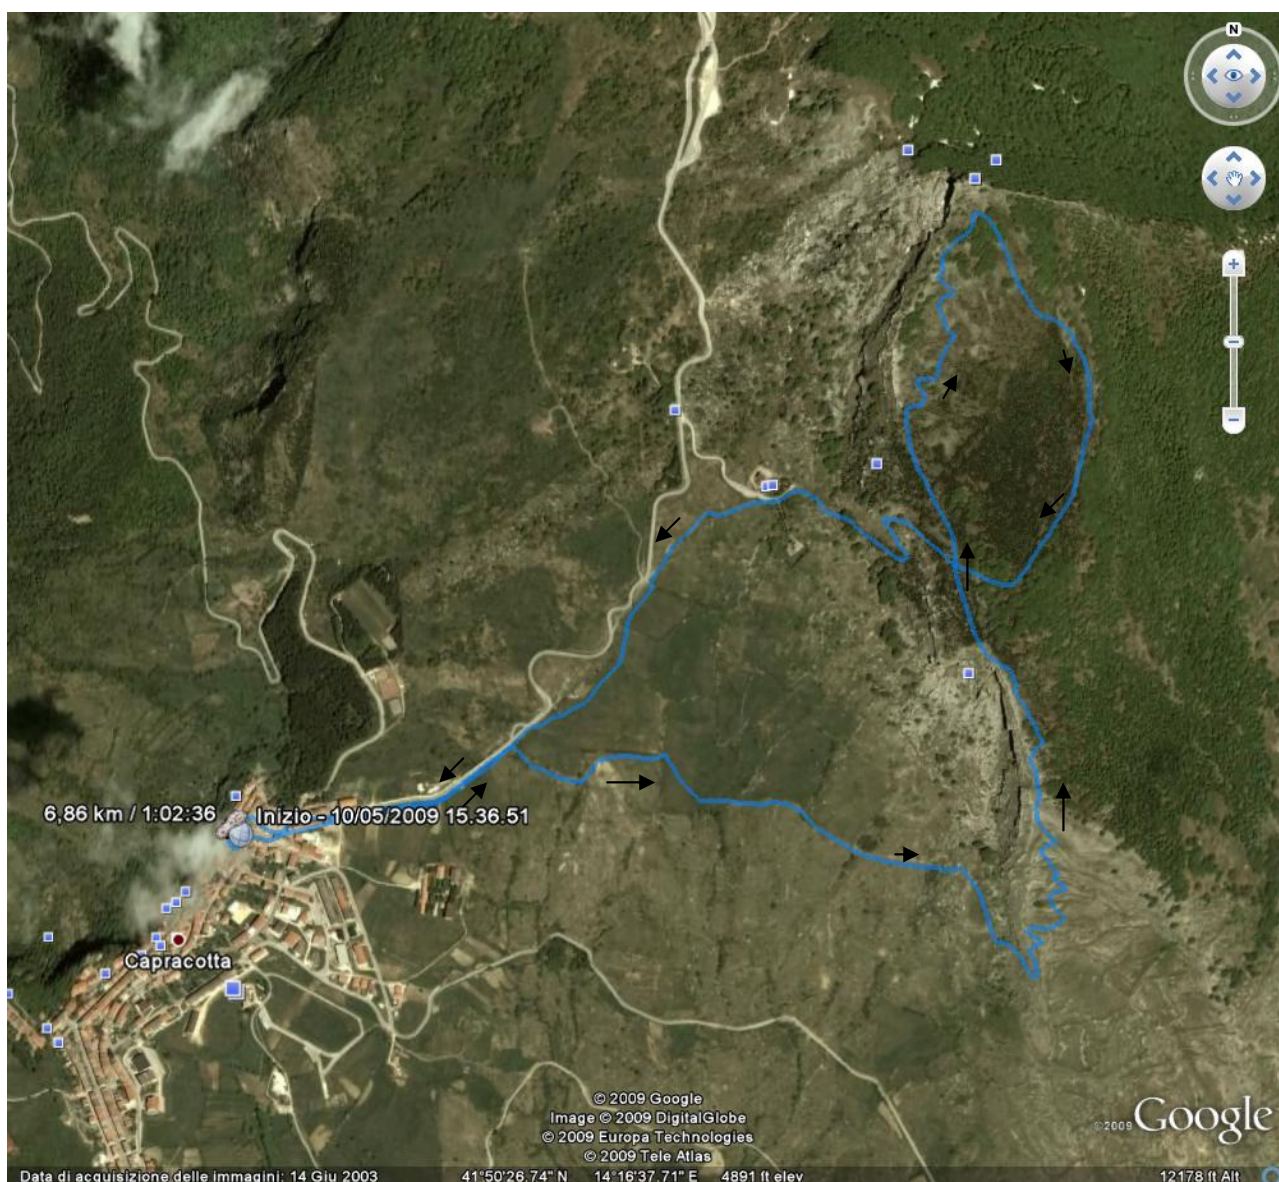 N
6,86 km / 1:02:36
Inizio - 10/05/2009 15.36.51
Capracotta
© 2009 Google
Image © 2009 DigitalGlobe
© 2009 Europa Technologies
© 2009 Tele Atlas
©2009 Google
Data di acquisizione delle immagini: 14 Giu 2003 41°50'26.74" N 14°16'37.71" E 4891 ft elev 12178 ft Alt